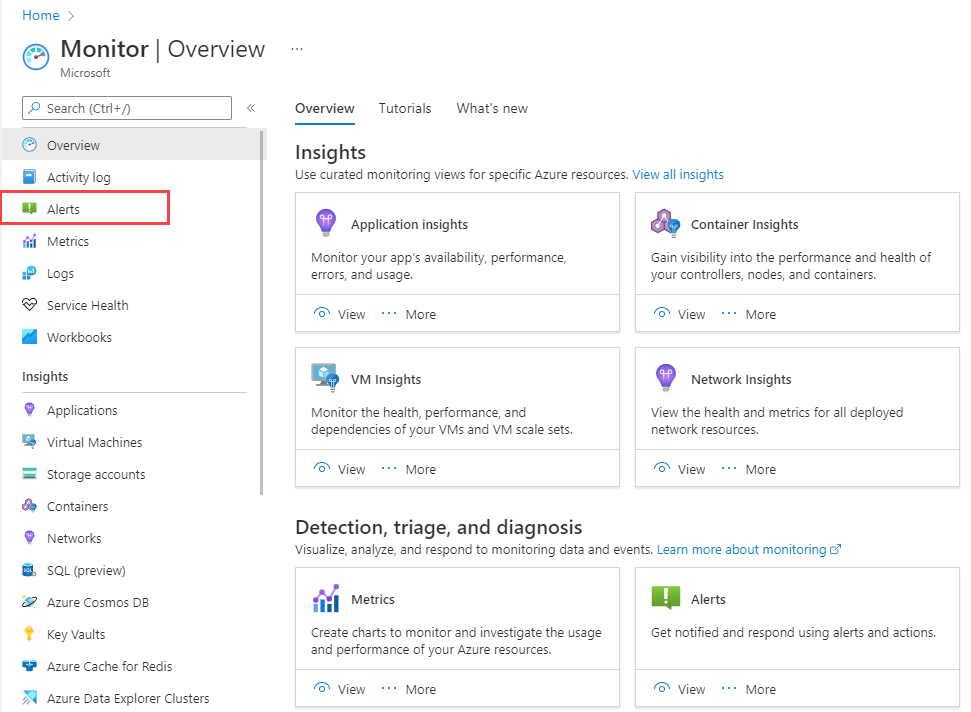 Home
Monitor | Overview ...
Microsoft
Search (Ctrl+/) «
Overview
Activity log
Alerts
Metrics
Logs
Service Health
Workbooks
Insights
Applications
Virtual Machines
Storage accounts
Containers
Networks
SQL (preview)
Azure Cosmos DB
Key Vaults
Azure Cache for Redis
Azure Data Explorer Clusters
Overview Tutorials What's new
Insights
Use curated monitoring views for specific Azure resources. View all insights
Application insights
Monitor your app's availability, performance,
errors, and usage.
View ... More
Container Insights
Gain visibility into the performance and health of
your controllers, nodes, and containers.
View ... More
VM Insights
Monitor the health, performance, and
dependencies of your VMs and VM scale sets.
View ... More
Network Insights
View the health and metrics for all deployed
network resources.
View ... More
Detection, triage, and diagnosis
Visualize, analyze, and respond to monitoring data and events. Learn more about monitoring
Metrics
Create charts to monitor and investigate the usage
and performance of your Azure resources.
View ... More
Alerts
Get notified and respond using alerts and actions.
View ... More